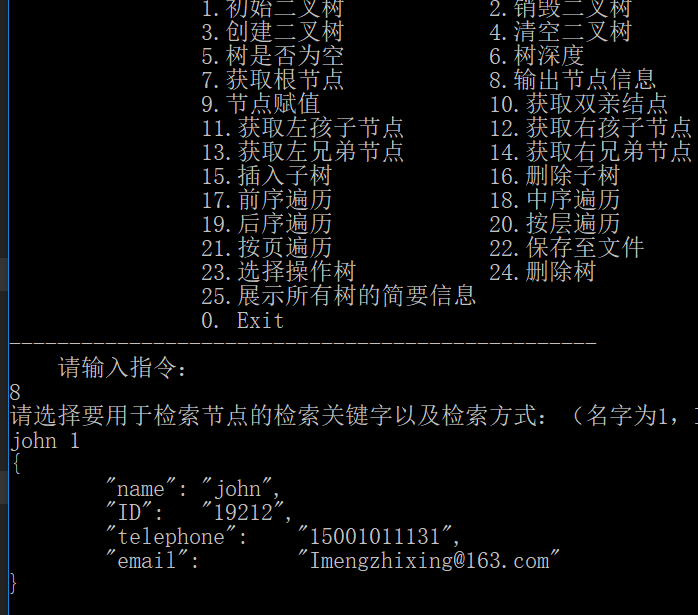 1.初始二叉树 2.销毁二叉树
3.创建二叉树 4.清空二叉树
5.树是否为空 6.树深度
7.获取根节点 8.输出节点信息
9.节点赋值 10.获取双亲结点
11.获取左孩子节点 12.获取右孩子节点
13.获取左兄弟节点 14.获取右兄弟节点
15.插入子树 16.删除子树
17.前序遍历 18.中序遍历
19.后序遍历 20.按层遍历
21.按页遍历 22.保存至文件
23.选择操作树 24.删除树
25.展示所有树的简要信息
0. Exit
--------------------------------------------------
请输入指令:
8
请选择要用于检索节点的检索关键字以及检索方式: (名字为1,
john 1
{
"name": "john",
"ID": "19212",
"telephone": "15001011131",
"email": "Imengzhixing@163.com"
}